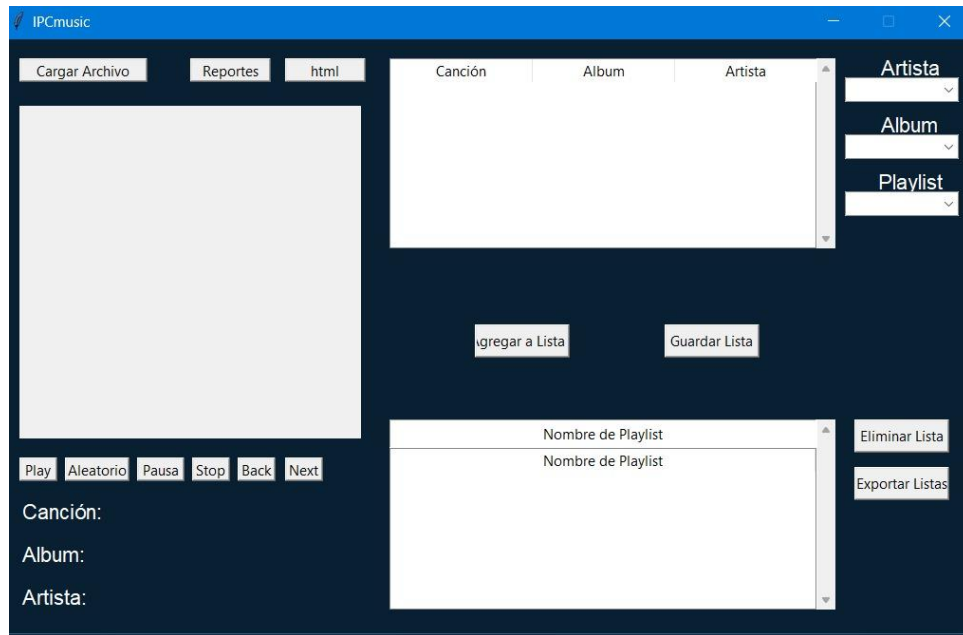 IPCmusic
Cargar Archivo Reportes html
Canción Album Artista
Artista
Album
Playlist
Agregar a Lista Guardar Lista
Nombre de Playlist
Nombre de Playlist
Eliminar Lista
Exportar Listas
Play Aleatorio Pausa Stop Back Next
Canción:
Album:
Artista: